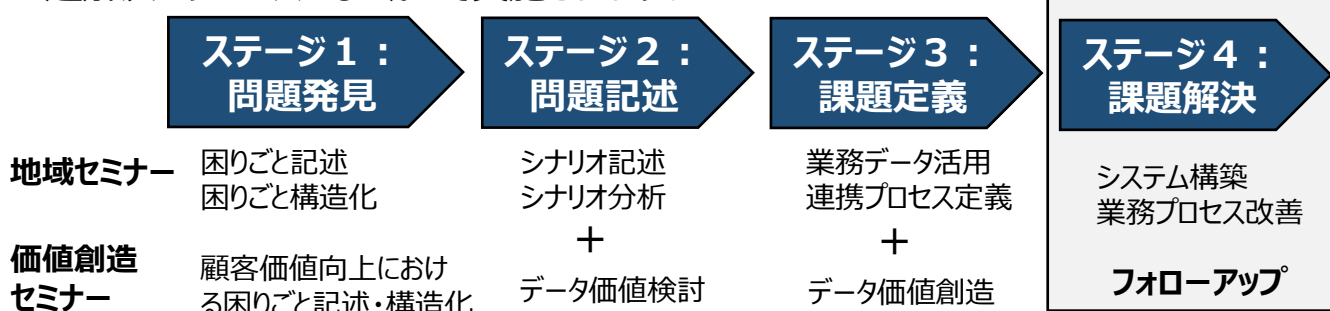 ステージ１：
問題発見
ステージ２：
問題記述
ステージ３：
課題定義
ステージ４：
課題解決
地域セミナー
困りごと記述
困りごと構造化
シナリオ記述
シナリオ分析
業務データ活用
連携プロセス定義
システム構築
業務プロセス改善
価値創造
セミナー
顧客価値向上におけ
る困りごと記述・構造化
＋
データ価値検討
＋
データ価値創造
フォローアップ